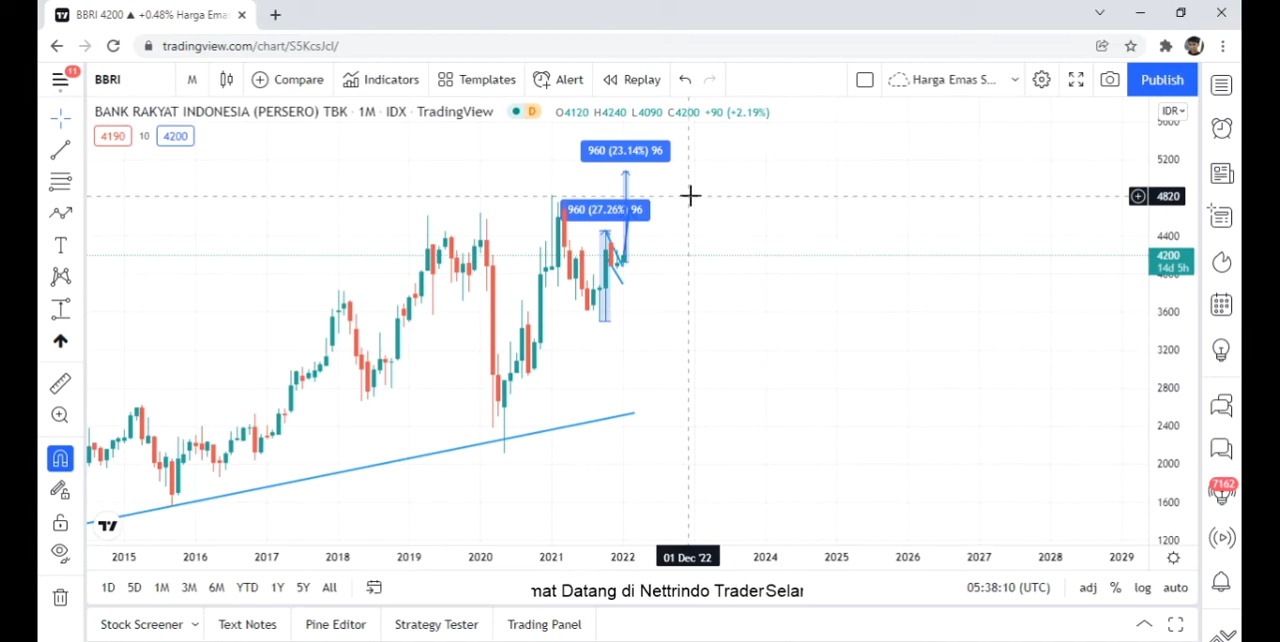 BBRI 4200 ▲ +0.48% Harga Emas
tradingview.com/chart/S5KcsJcl/
11
BBRI
M
Compare
Indicators
Templates
Alert
Replay
Harga Emas S...
Publish
BANK RAKYAT INDONESIA (PERSERO) TBK · 1M · IDX · TradingView
D
O4120 H4240 L4090 C4200 +90 (+2.19%)
IDR
4190
10
4200
960 (23.14%) 96
960 (27.26%) 96
5600
5200
4820
4400
4200
14d 5h
4000
3600
3200
2800
2400
2000
1600
1200
7162
2015
2016
2017
2018
2019
2020
2021
2022
01 Dec '22
2024
2025
2026
2027
2028
2029
1D
5D
1M
3M
6M
YTD
1Y
5Y
All
mat Datang di Nettrindo TraderSelar
05:38:10 (UTC)
adj
%
log
auto
Stock Screener
Text Notes
Pine Editor
Strategy Tester
Trading Panel